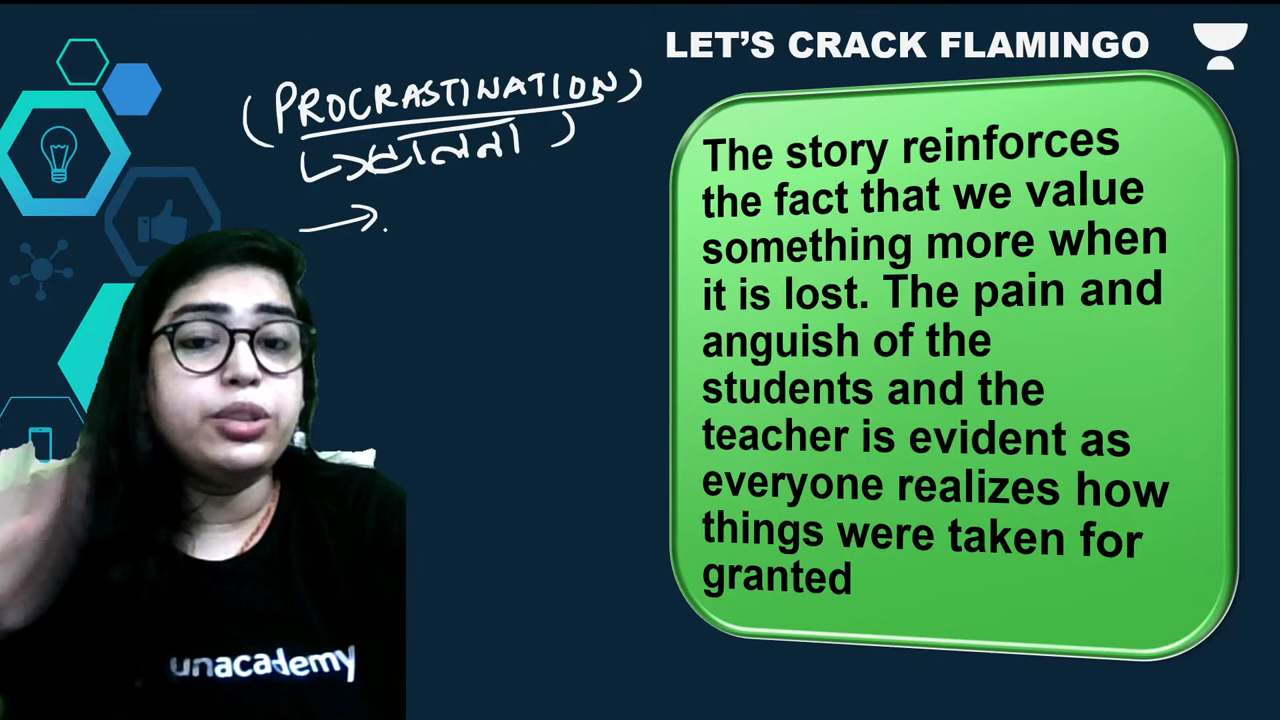 LET'S CRACK FLAMINGO
(PROCRASTINATION)
The story reinforces
the fact that we value
something more when
it is lost. The pain and
anguish of the
students and the
teacher is evident as
everyone realizes how
things were taken for
granted
unacademy